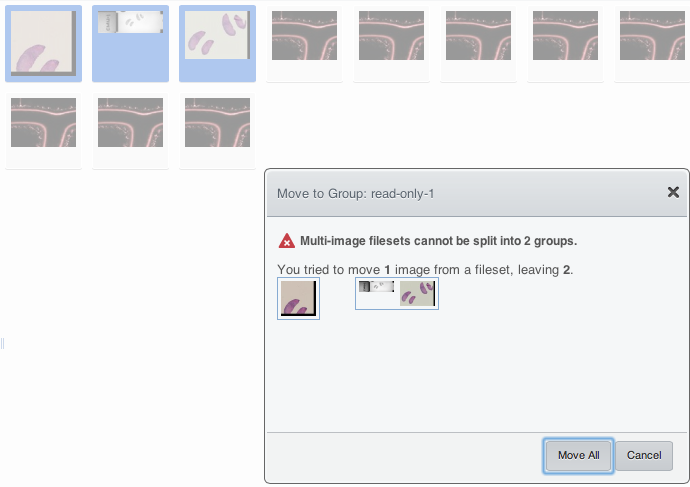 Move to Group: read-only-1
Multi-image filesets cannot be split into 2 groups.
You tried to move 1 image from a fileset, leaving 2.
Move All
Cancel